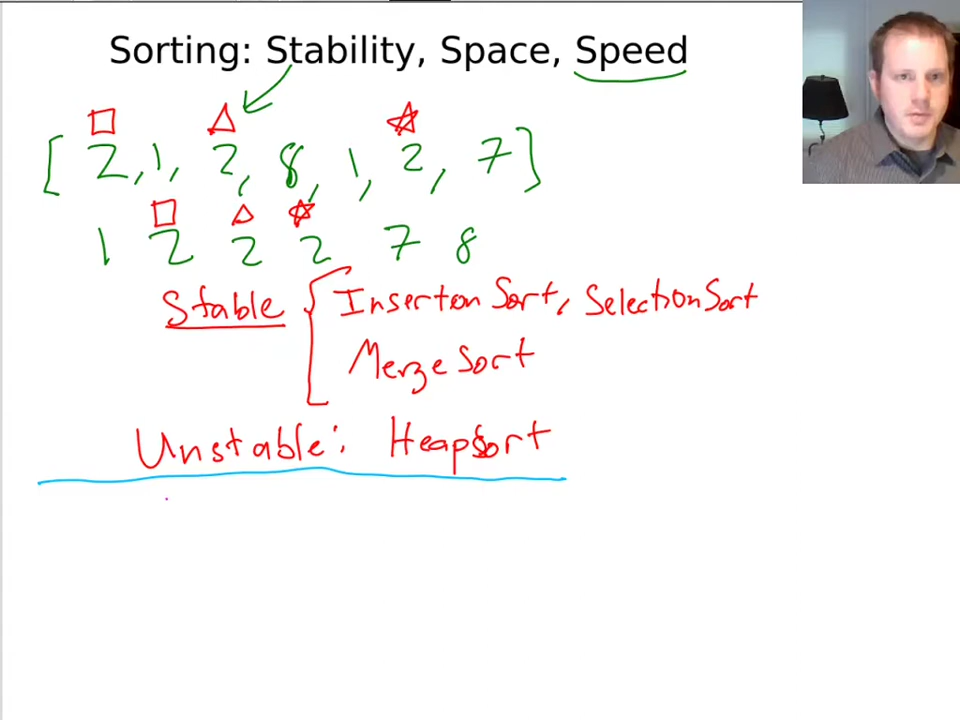 Sorting: Stability, Space, Speed
[2, 1, 2, 8, 1, 2, 7]
1 2 2 2 7 8
Stable { Insertion Sort, Selection Sort
Merge Sort
Unstable: Heapsort